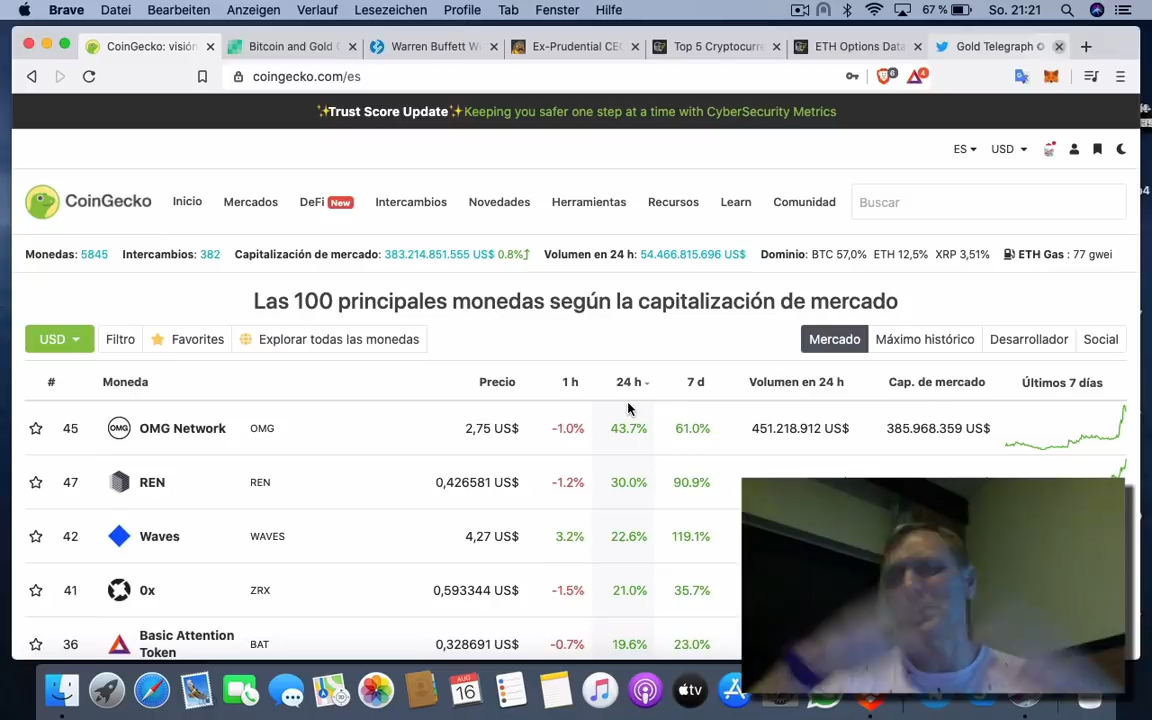 Brave Datei Bearbeiten Anzeigen Verlauf Lesezeichen Profile Tab Fenster Hilfe 67 % So. 21:21
CoinGecko: visión Bitcoin and Gold Warren Buffett Ex-Prudential CE Top 5 Cryptocurre ETH Options Data Gold Telegraph
coingecko.com/es 6 4
✨Trust Score Update✨Keeping you safer one step at a time with CyberSecurity Metrics
ES USD
CoinGecko Inicio Mercados DeFi New Intercambios Novedades Herramientas Recursos Learn Comunidad Buscar
Monedas: 5845 Intercambios: 382 Capitalización de mercado: 383.214.851.555 US$ 0.8% Volumen en 24 h: 54.466.815.696 US$ Dominio: BTC 57,0% ETH 12,5% XRP 3,51% ETH Gas : 77 gwei
Las 100 principales monedas según la capitalización de mercado
USD Filtro Favorites Explorar todas las monedas Mercado Máximo histórico Desarrollador Social
# Moneda Precio 1 h 24 h 7 d Volumen en 24 h Cap. de mercado Últimos 7 días
45 OMG OMG Network OMG 2,75 US$ -1.0% 43.7% 61.0% 451.218.912 US$ 385.968.359 US$
47 REN REN 0,426581 US$ -1.2% 30.0% 90.9%
42 Waves WAVES 4,27 US$ 3.2% 22.6% 119.1%
41 0x ZRX 0,593344 US$ -1.5% 21.0% 35.7%
36 Basic Attention Token BAT 0,328691 US$ -0.7% 19.6% 23.0%
AUG 16 tv